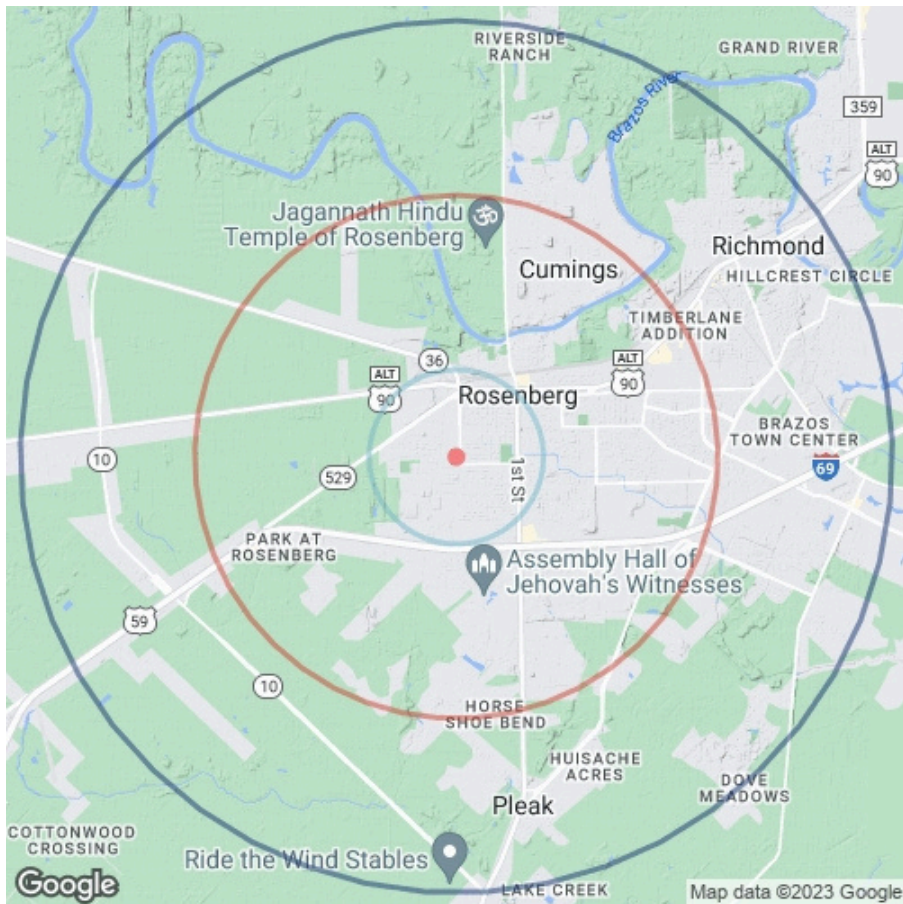 RIVERSIDE
RANCH
GRAND RIVER
Brazos River
359
ALT
90
Jagannath Hindu
Temple of Rosenberg
Cumings
Richmond
HILLCREST CIRCLE
TIMBERLANE
ADDITION
36
ALT
90
ALT
90
Rosenberg
BRAZOS
TOWN CENTER
10
529
1st St
69
PARK AT
ROSENBERG
Assembly Hall of
Jehovah's Witnesses
59
10
HORSE
SHOE BEND
HUISACHE
ACRES
DOVE
MEADOWS
Pleak
COTTONWOOD
CROSSING
Ride the Wind Stables
Google
LAKE CREEK
Map data ©2023 Google